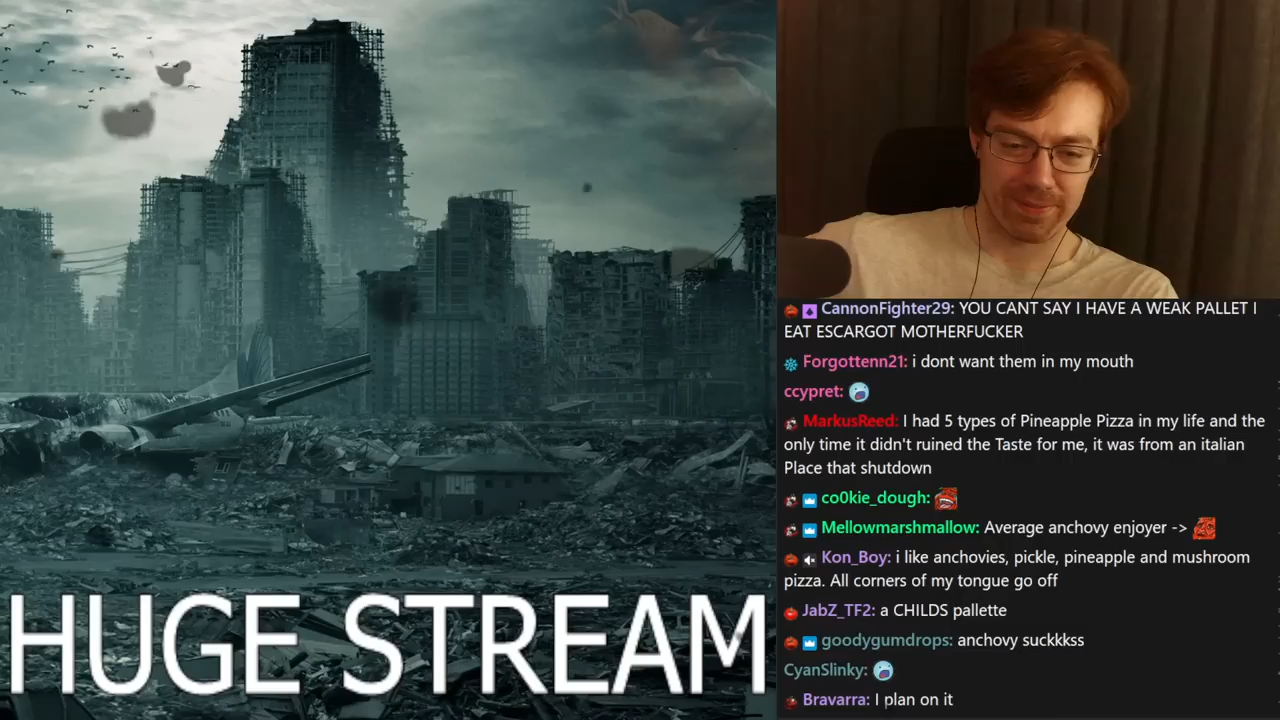 HUGE STREAM
CannonFighter29: YOU CANT SAY I HAVE A WEAK PALLET I
EAT ESCARGOT MOTHERFUCKER
Forgottenn21: i dont want them in my mouth
ccypret:
MarkusReed: I had 5 types of Pineapple Pizza in my life and the
only time it didn't ruined the Taste for me, it was from an italian
Place that shutdown
co0kie_dough:
Mellowmarshmallow: Average anchovy enjoyer ->
Kon_Boy: i like anchovies, pickle, pineapple and mushroom
pizza. All corners of my tongue go off
JabZ_TF2: a CHILDS pallette
goodygumdrops: anchovy suckkkss
CyanSlinky:
Bravarra: I plan on it